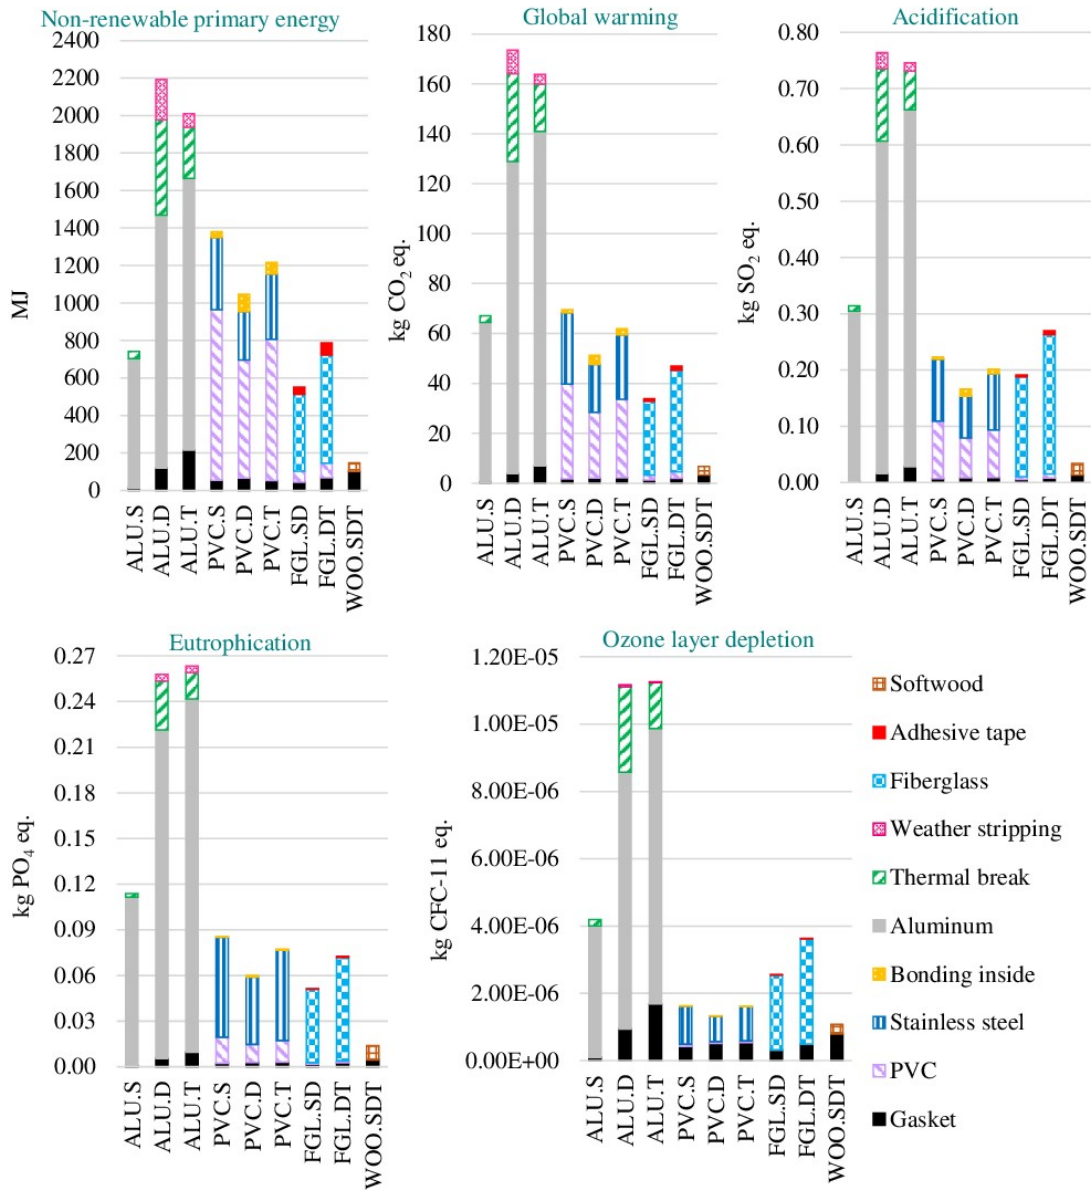 Non-renewable primary energy
2400
2200
2000
1800
1600
1400
1200
1000
800
600
400
200
0
MJ
ALU.S
ALU.D
ALU.T
PVC.S
PVC.D
PVC.T
FGL.SD
FGL.DT
WOO.SDT
Global warming
180
160
140
120
100
80
60
40
20
0
kg CO₂ eq.
ALU.S
ALU.D
ALU.T
PVC.S
PVC.D
PVC.T
FGL.SD
FGL.DT
WOO.SDT
Acidification
0.80
0.70
0.60
0.50
0.40
0.30
0.20
0.10
0.00
kg SO₂ eq.
ALU.S
ALU.D
ALU.T
PVC.S
PVC.D
PVC.T
FGL.SD
FGL.DT
WOO.SDT
Eutrophication
0.27
0.24
0.21
0.18
0.15
0.12
0.09
0.06
0.03
0.00
kg PO₄ eq.
ALU.S
ALU.D
ALU.T
PVC.S
PVC.D
PVC.T
FGL.SD
FGL.DT
WOO.SDT
Ozone layer depletion
1.20E-05
1.00E-05
8.00E-06
6.00E-06
4.00E-06
2.00E-06
0.00E+00
kg CFC-11 eq.
ALU.S
ALU.D
ALU.T
PVC.S
PVC.D
PVC.T
FGL.SD
FGL.DT
WOO.SDT
Softwood
Adhesive tape
Fiberglass
Weather stripping
Thermal break
Aluminum
Bonding inside
Stainless steel
PVC
Gasket